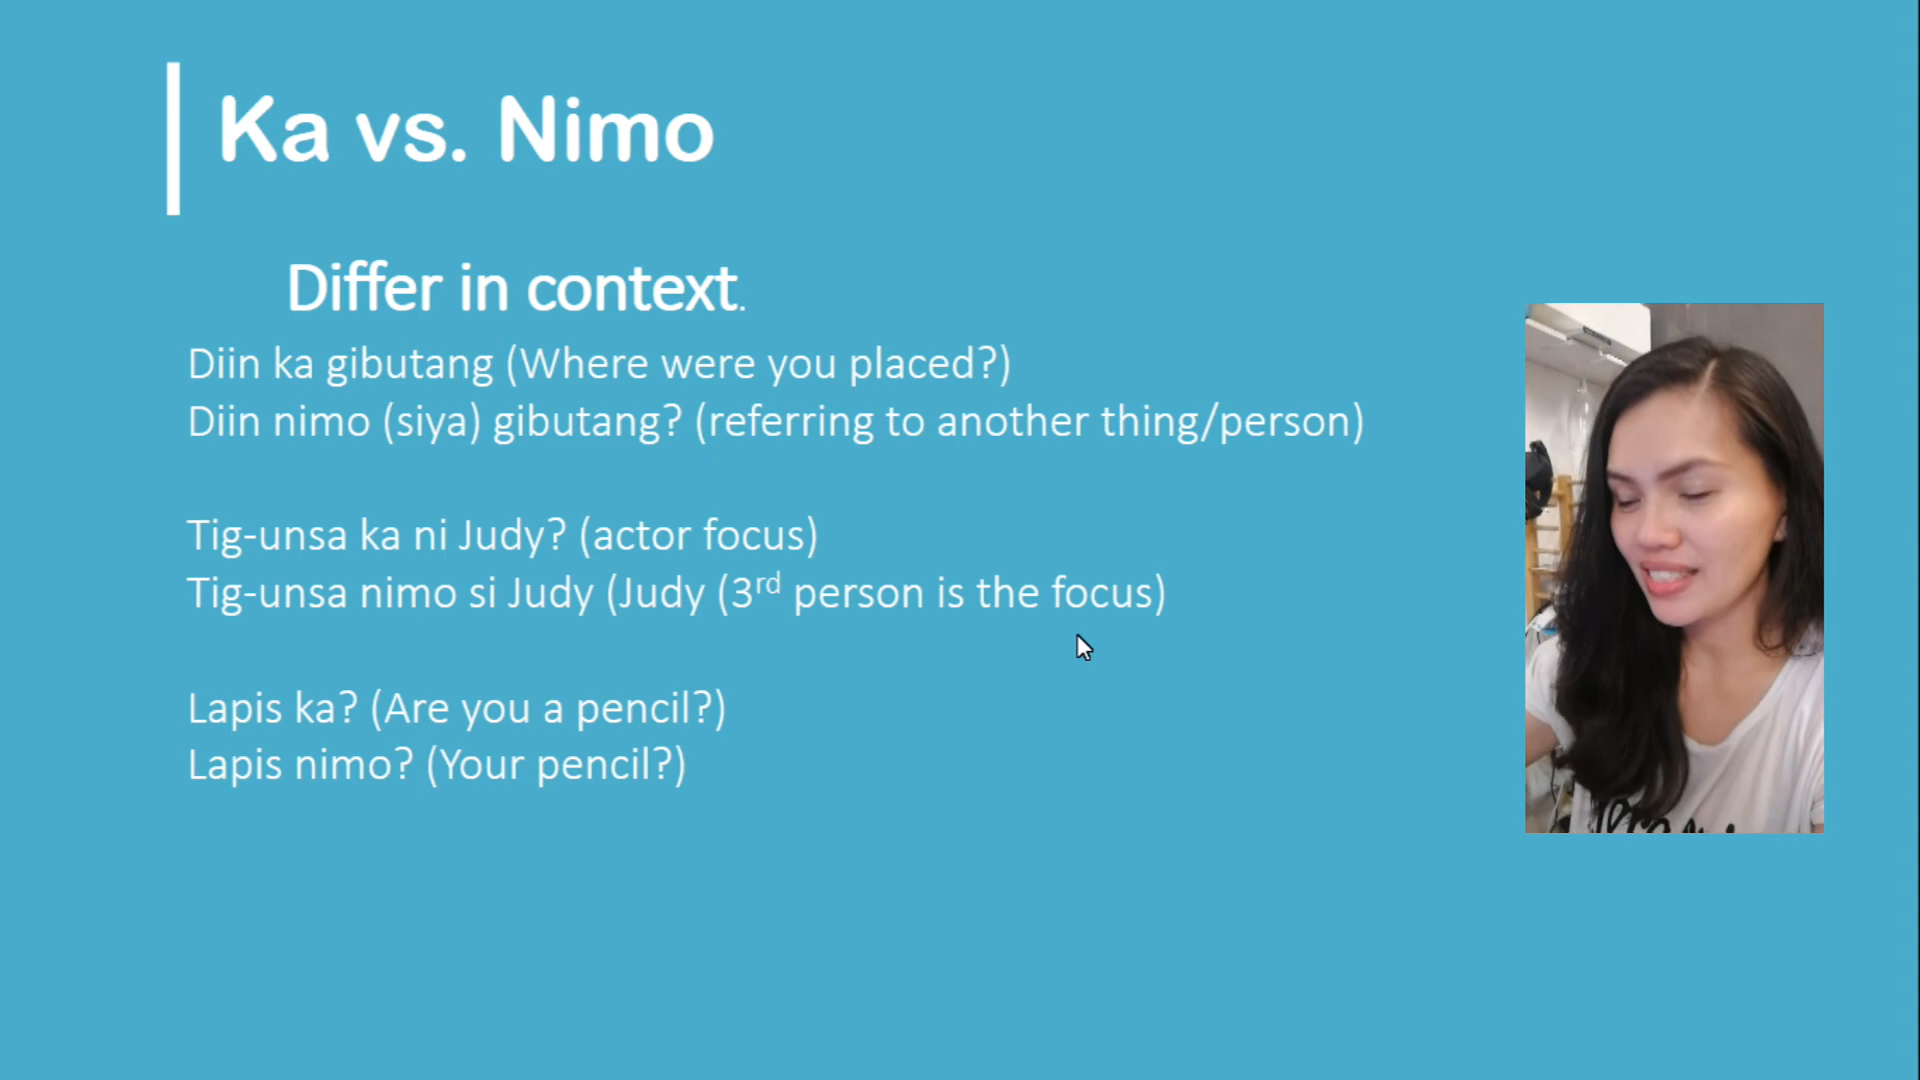 Ka vs. Nimo
Differ in context.
Diin ka gibutang (Where were you placed?)
Diin nimo (siya) gibutang? (referring to another thing/person)
Tig-unsa ka ni Judy? (actor focus)
Tig-unsa nimo si Judy (Judy (3rd person is the focus)
Lapis ka? (Are you a pencil?)
Lapis nimo? (Your pencil?)